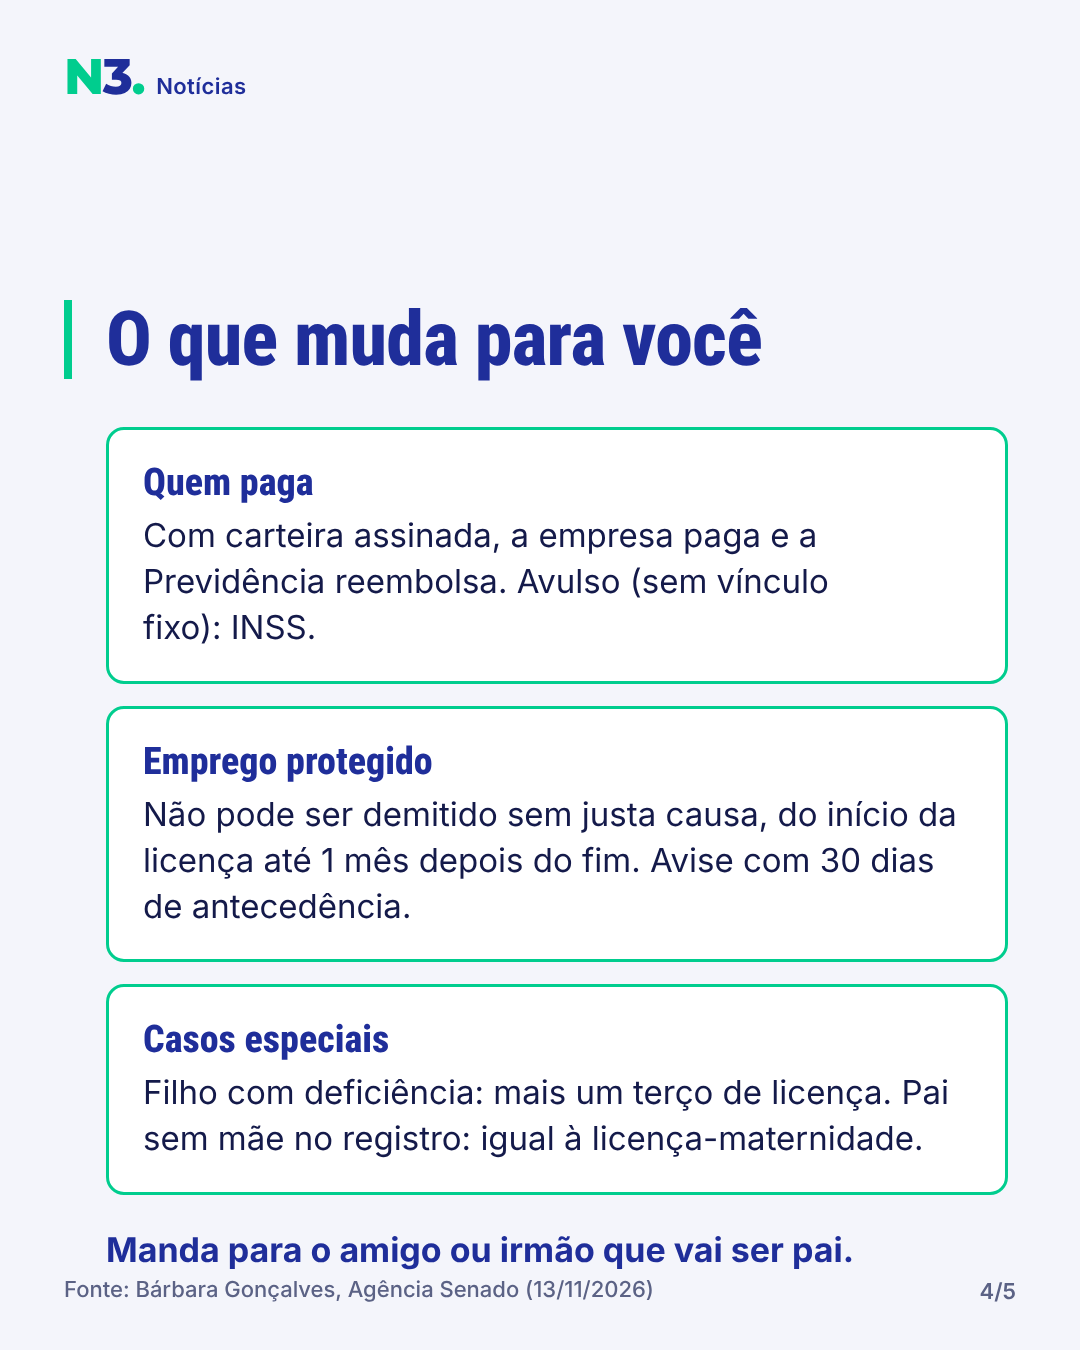 N3. Notícias
O que muda para você
Quem paga
Com carteira assinada, a empresa paga e a
Previdência reembolsa. Avulso (sem vínculo
fixo): INSS.
Emprego protegido
Não pode ser demitido sem justa causa, do início da
licença até 1 mês depois do fim. Avise com 30 dias
de antecedência.
Casos especiais
Filho com deficiência: mais um terço de licença. Pai
sem mãe no registro: igual à licença-maternidade.
Manda para o amigo ou irmão que vai ser pai.
Fonte: Bárbara Gonçalves, Agência Senado (13/11/2026)
4/5